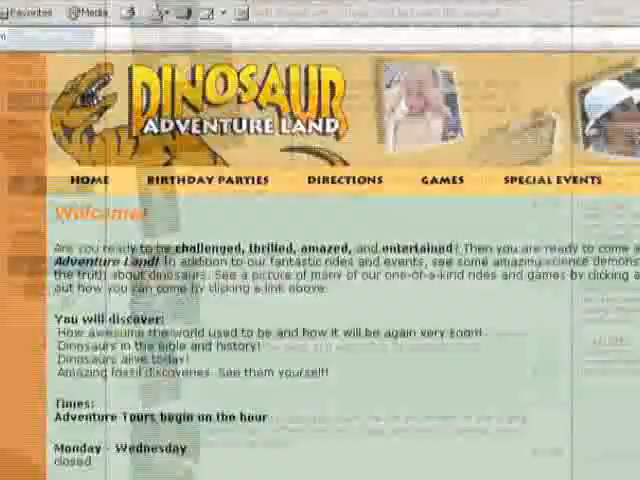 Favorites Media
DINOSAUR
ADVENTURE LAND
HOME BIRTHDAY PARTIES DIRECTIONS GAMES SPECIAL EVENTS
Welcome!
Are you ready to be challenged, thrilled, amazed, and entertained? Then you are ready to come
Adventure Land! In addition to our fantastic rides and events, see some amazing science
the truth about dinosaurs. See a picture of many of our one-of-a-kind rides and games by clicking a
out how you can come by clicking a link above.
You will discover:
How awesome the world used to be and how it will be again very soon!
Dinosaurs in the bible and history!
Dinosaurs alive today!
Amazing fossil discoveries. See them yourself!
Times:
Adventure Tours begin on the hour
Monday - Wednesday
closed